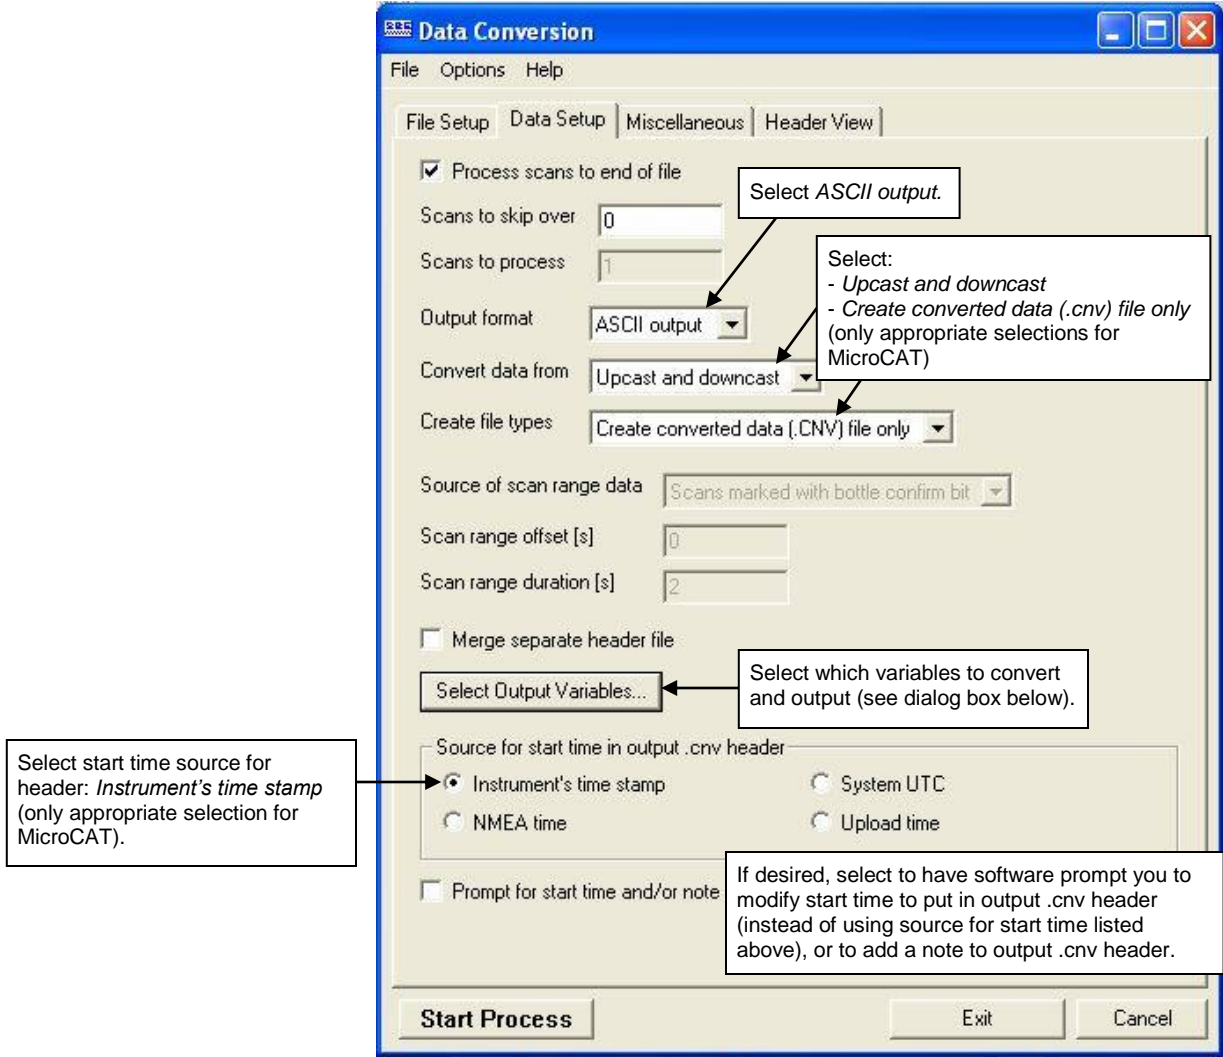 Data Conversion
File Options Help
File Setup Data Setup Miscellaneous Header View
Process scans to end of file
Select ASCII output.
Scans to skip over 0
Scans to process 1
Select:
- Upcast and downcast
- Create converted data (.cnv) file only
(only appropriate selections for
MicroCAT)
Output format ASCII output
Convert data from Upcast and downcast
Create file types Create converted data (.CNV) file only
Source of scan range data Scans marked with bottle confirm bit
Scan range offset [s] 0
Scan range duration [s] 2
Merge separate header file
Select Output Variables...
Select which variables to convert
and output (see dialog box below).
Source for start time in output .cnv header
Select start time source for
header: Instrument's time stamp
(only appropriate selection for
MicroCAT).
Instrument's time stamp System UTC
NMEA time Upload time
Prompt for start time and/or note
If desired, select to have software prompt you to
modify start time to put in output .cnv header
(instead of using source for start time listed
above), or to add a note to output .cnv header.
Start Process Exit Cancel